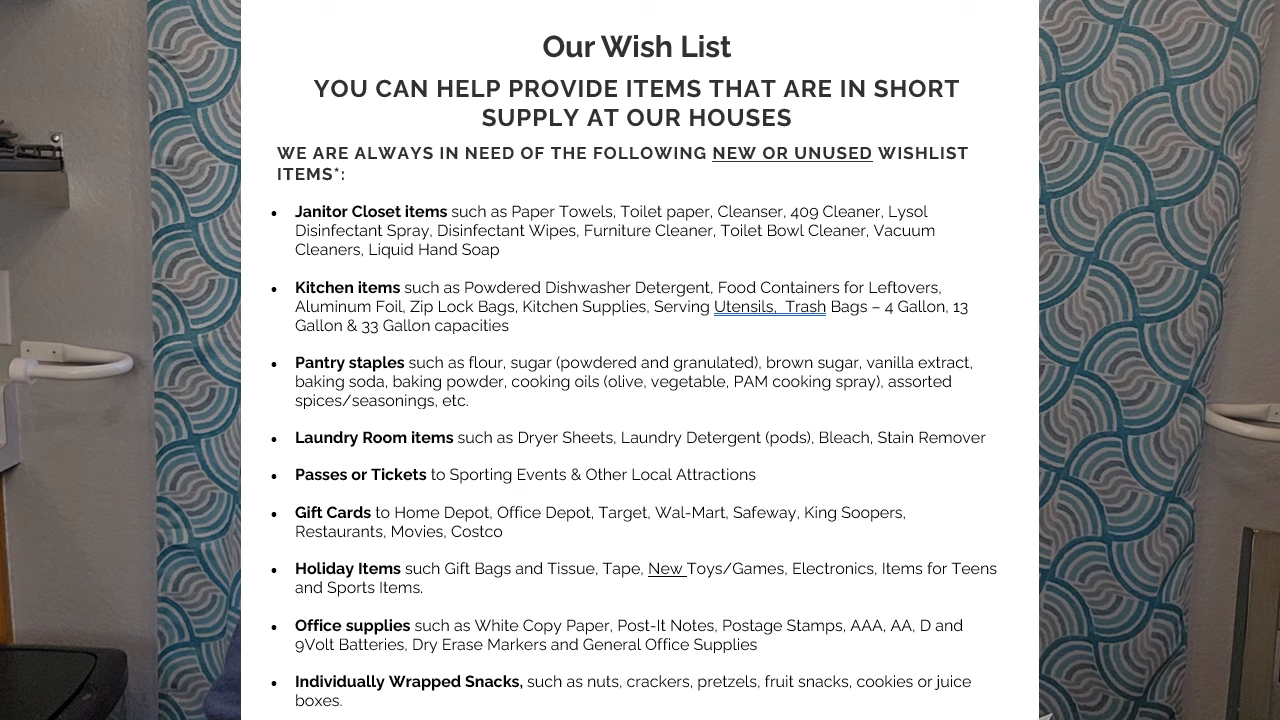 Our Wish List
YOU CAN HELP PROVIDE ITEMS THAT ARE IN SHORT
SUPPLY AT OUR HOUSES
WE ARE ALWAYS IN NEED OF THE FOLLOWING NEW OR UNUSED WISHLIST
ITEMS*:
• Janitor Closet items such as Paper Towels, Toilet paper, Cleanser, 409 Cleaner, Lysol
Disinfectant Spray, Disinfectant Wipes, Furniture Cleaner, Toilet Bowl Cleaner, Vacuum
Cleaners, Liquid Hand Soap
• Kitchen items such as Powdered Dishwasher Detergent, Food Containers for Leftovers,
Aluminum Foil, Zip Lock Bags, Kitchen Supplies, Serving Utensils,  Trash Bags – 4 Gallon, 13
Gallon & 33 Gallon capacities
• Pantry staples such as flour, sugar (powdered and granulated), brown sugar, vanilla extract,
baking soda, baking powder, cooking oils (olive, vegetable, PAM cooking spray), assorted
spices/seasonings, etc.
• Laundry Room items such as Dryer Sheets, Laundry Detergent (pods), Bleach, Stain Remover
• Passes or Tickets to Sporting Events & Other Local Attractions
• Gift Cards to Home Depot, Office Depot, Target, Wal-Mart, Safeway, King Soopers,
Restaurants, Movies, Costco
• Holiday Items such Gift Bags and Tissue, Tape, New Toys/Games, Electronics, Items for Teens
and Sports Items.
• Office supplies such as White Copy Paper, Post-It Notes, Postage Stamps, AAA, AA, D and
9Volt Batteries, Dry Erase Markers and General Office Supplies
• Individually Wrapped Snacks, such as nuts, crackers, pretzels, fruit snacks, cookies or juice
boxes.